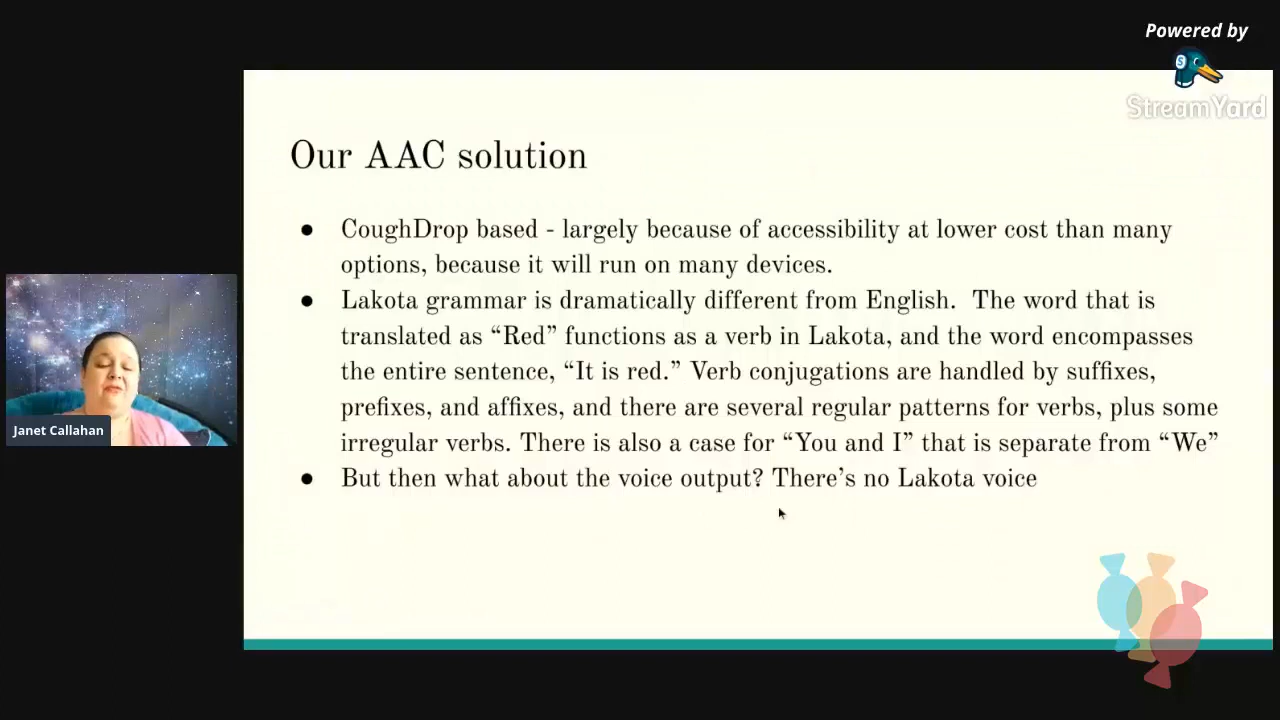 Powered by
StreamYard
Our AAC solution
● CoughDrop based - largely because of accessibility at lower cost than many
options, because it will run on many devices.
● Lakota grammar is dramatically different from English.  The word that is
translated as “Red” functions as a verb in Lakota, and the word encompasses
the entire sentence, “It is red.” Verb conjugations are handled by suffixes,
prefixes, and affixes, and there are several regular patterns for verbs, plus some
irregular verbs. There is also a case for “You and I” that is separate from “We”
● But then what about the voice output? There’s no Lakota voice
Janet Callahan